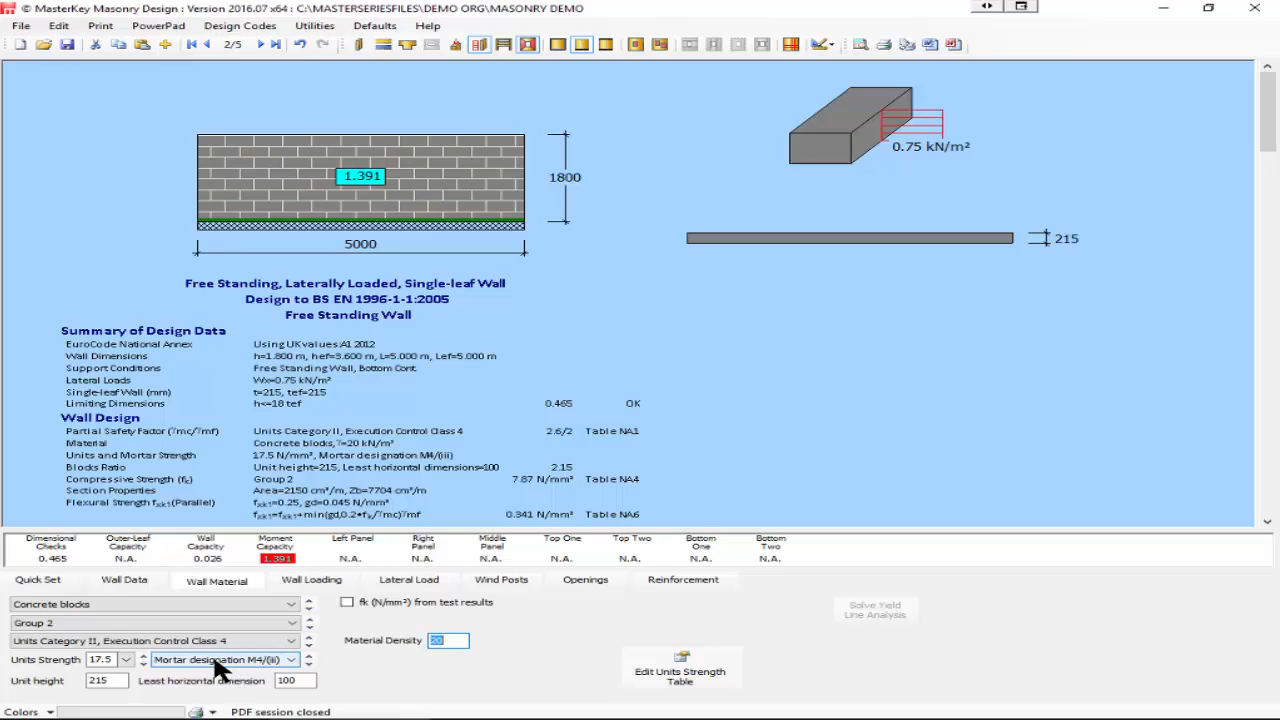 © MasterKey Masonry Design : Version 2016.07 x64 : C:\MASTERSERIESFILES\DEMO ORG\MASONRY DEMO
File Edit Print PowerPad Design Codes Utilities Defaults Help
2/5
1.391
1800
5000
0.75 kN/m²
215
Free Standing, Laterally Loaded, Single-leaf Wall
Design to BS EN 1996-1-1:2005
Free Standing Wall
Summary of Design Data
EuroCode National Annex Using UK values:A1 2012
Wall Dimensions h=1.800 m, hef=3.600 m, L=5.000 m, Lef=5.000 m
Support Conditions Free Standing Wall, Bottom Cont.
Lateral Loads Wx=0.75 kN/m²
Single-leaf Wall (mm) t=215, tef=215
Limiting Dimensions h<=18 tef 0.465 OK
Wall Design
Partial Safety Factor (γmc/γmf) Units Category II, Execution Control Class 4 2.6/2 Table NA1
Material Concrete blocks, γ=20 kN/m³
Units and Mortar Strength 17.5 N/mm², Mortar designation M4/(iii)
Blocks Ratio Unit height=215, Least horizontal dimensions=100 2.15
Compressive Strength (fk) Group 2 7.87 N/mm² Table NA4
Section Properties Area=2150 cm²/m, Zb=7704 cm³/m
Flexural Strength fxk1(Parallel) fxk1=0.25, gd=0.045 N/mm²
fxk1=fxk1+min(gd,0.2*fk/γmc)γmf 0.341 N/mm² Table NA6
Dimensional Checks Outer-Leaf Capacity Wall Capacity Moment Capacity Left Panel Right Panel Middle Panel Top One Top Two Bottom One Bottom Two
0.465 N.A. 0.026 1.391 N.A. N.A. N.A. N.A. N.A. N.A. N.A.
Quick Set Wall Data Wall Material Wall Loading Lateral Load Wind Posts Openings Reinforcement
Concrete blocks
fk (N/mm²) from test results
Solve Yield Line Analysis
Group 2
Units Category II, Execution Control Class 4
Material Density 20
Units Strength 17.5 Mortar designation M4/(iii)
Edit Units Strength Table
Unit height 215 Least horizontal dimension 100
Colors PDF session closed